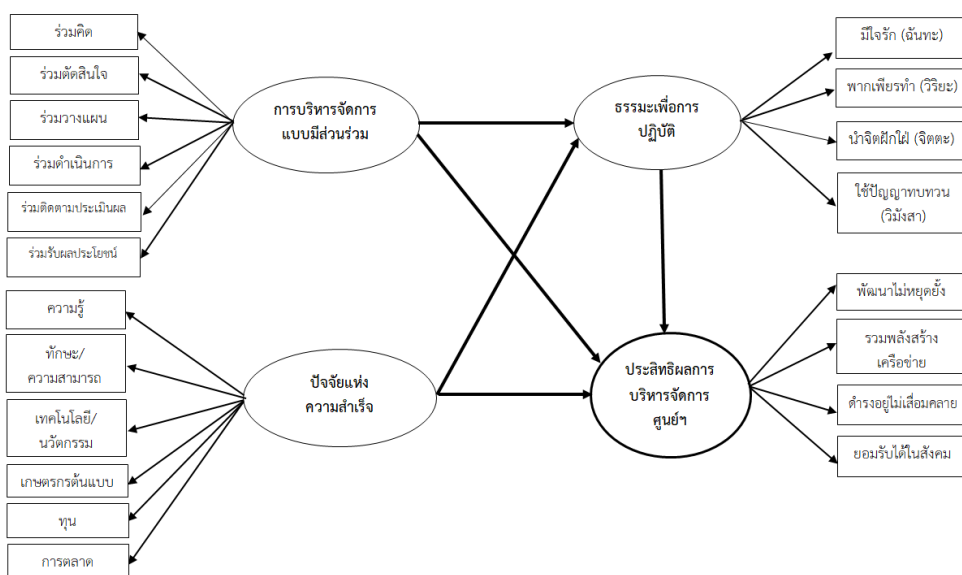 ร่วมคิด
ร่วมตัดสินใจ
ร่วมวางแผน
ร่วมดำเนินการ
ร่วมติดตามประเมินผล
ร่วมรับผลประโยชน์
การบริหารจัดการ
แบบมีส่วนร่วม
ธรรมะเพื่อการ
ปฏิบัติ
มีใจรัก (ฉันทะ)
พากเพียรทำ (วิริยะ)
นำจิตฝักใฝ่ (จิตตะ)
ใช้ปัญญาทบทวน
(วิมังสา)
ความรู้
ทักษะ/
ความสามารถ
เทคโนโลยี/
นวัตกรรม
เกษตรกรต้นแบบ
ทุน
การตลาด
ปัจจัยแห่ง
ความสำเร็จ
ประสิทธิผลการ
บริหารจัดการ
ศูนย์ฯ
พัฒนาไม่หยุดยั้ง
รวมพลังสร้าง
เครือข่าย
ดำรงอยู่ไม่เสื่อมคลาย
ยอมรับได้ในสังคม